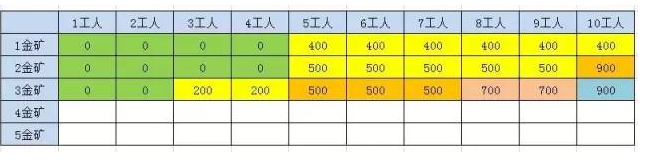 1工人 2工人 3工人 4工人 5工人 6工人 7工人 8工人 9工人 10工人
1金矿 0 0 0 0 400 400 400 400 400 400
2金矿 0 0 0 0 500 500 500 500 500 900
3金矿 0 0 200 200 500 500 500 700 700 900
4金矿
5金矿